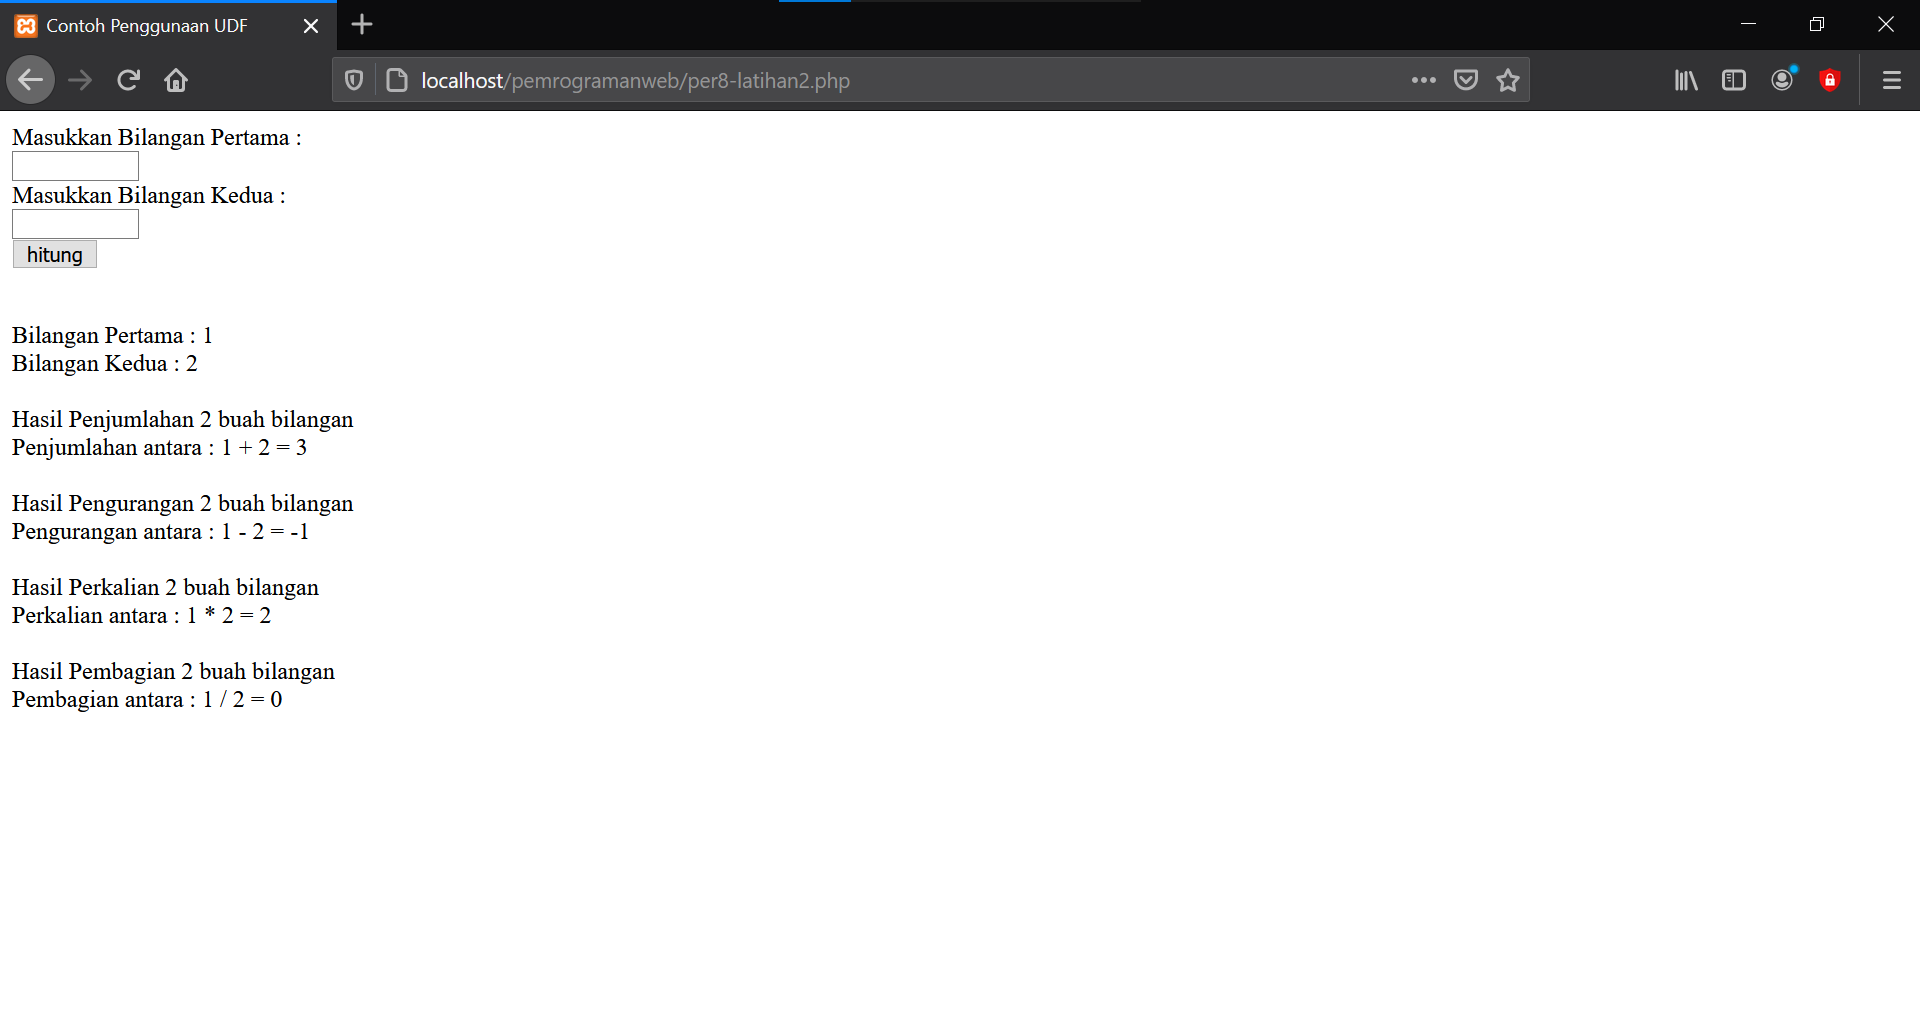 Contoh Penggunaan UDF
localhost/pemrogramanweb/per8-latihan2.php
Masukkan Bilangan Pertama :
Masukkan Bilangan Kedua :
hitung
Bilangan Pertama : 1
Bilangan Kedua : 2
Hasil Penjumlahan 2 buah bilangan
Penjumlahan antara : 1 + 2 = 3
Hasil Pengurangan 2 buah bilangan
Pengurangan antara : 1 - 2 = -1
Hasil Perkalian 2 buah bilangan
Perkalian antara : 1 * 2 = 2
Hasil Pembagian 2 buah bilangan
Pembagian antara : 1 / 2 = 0